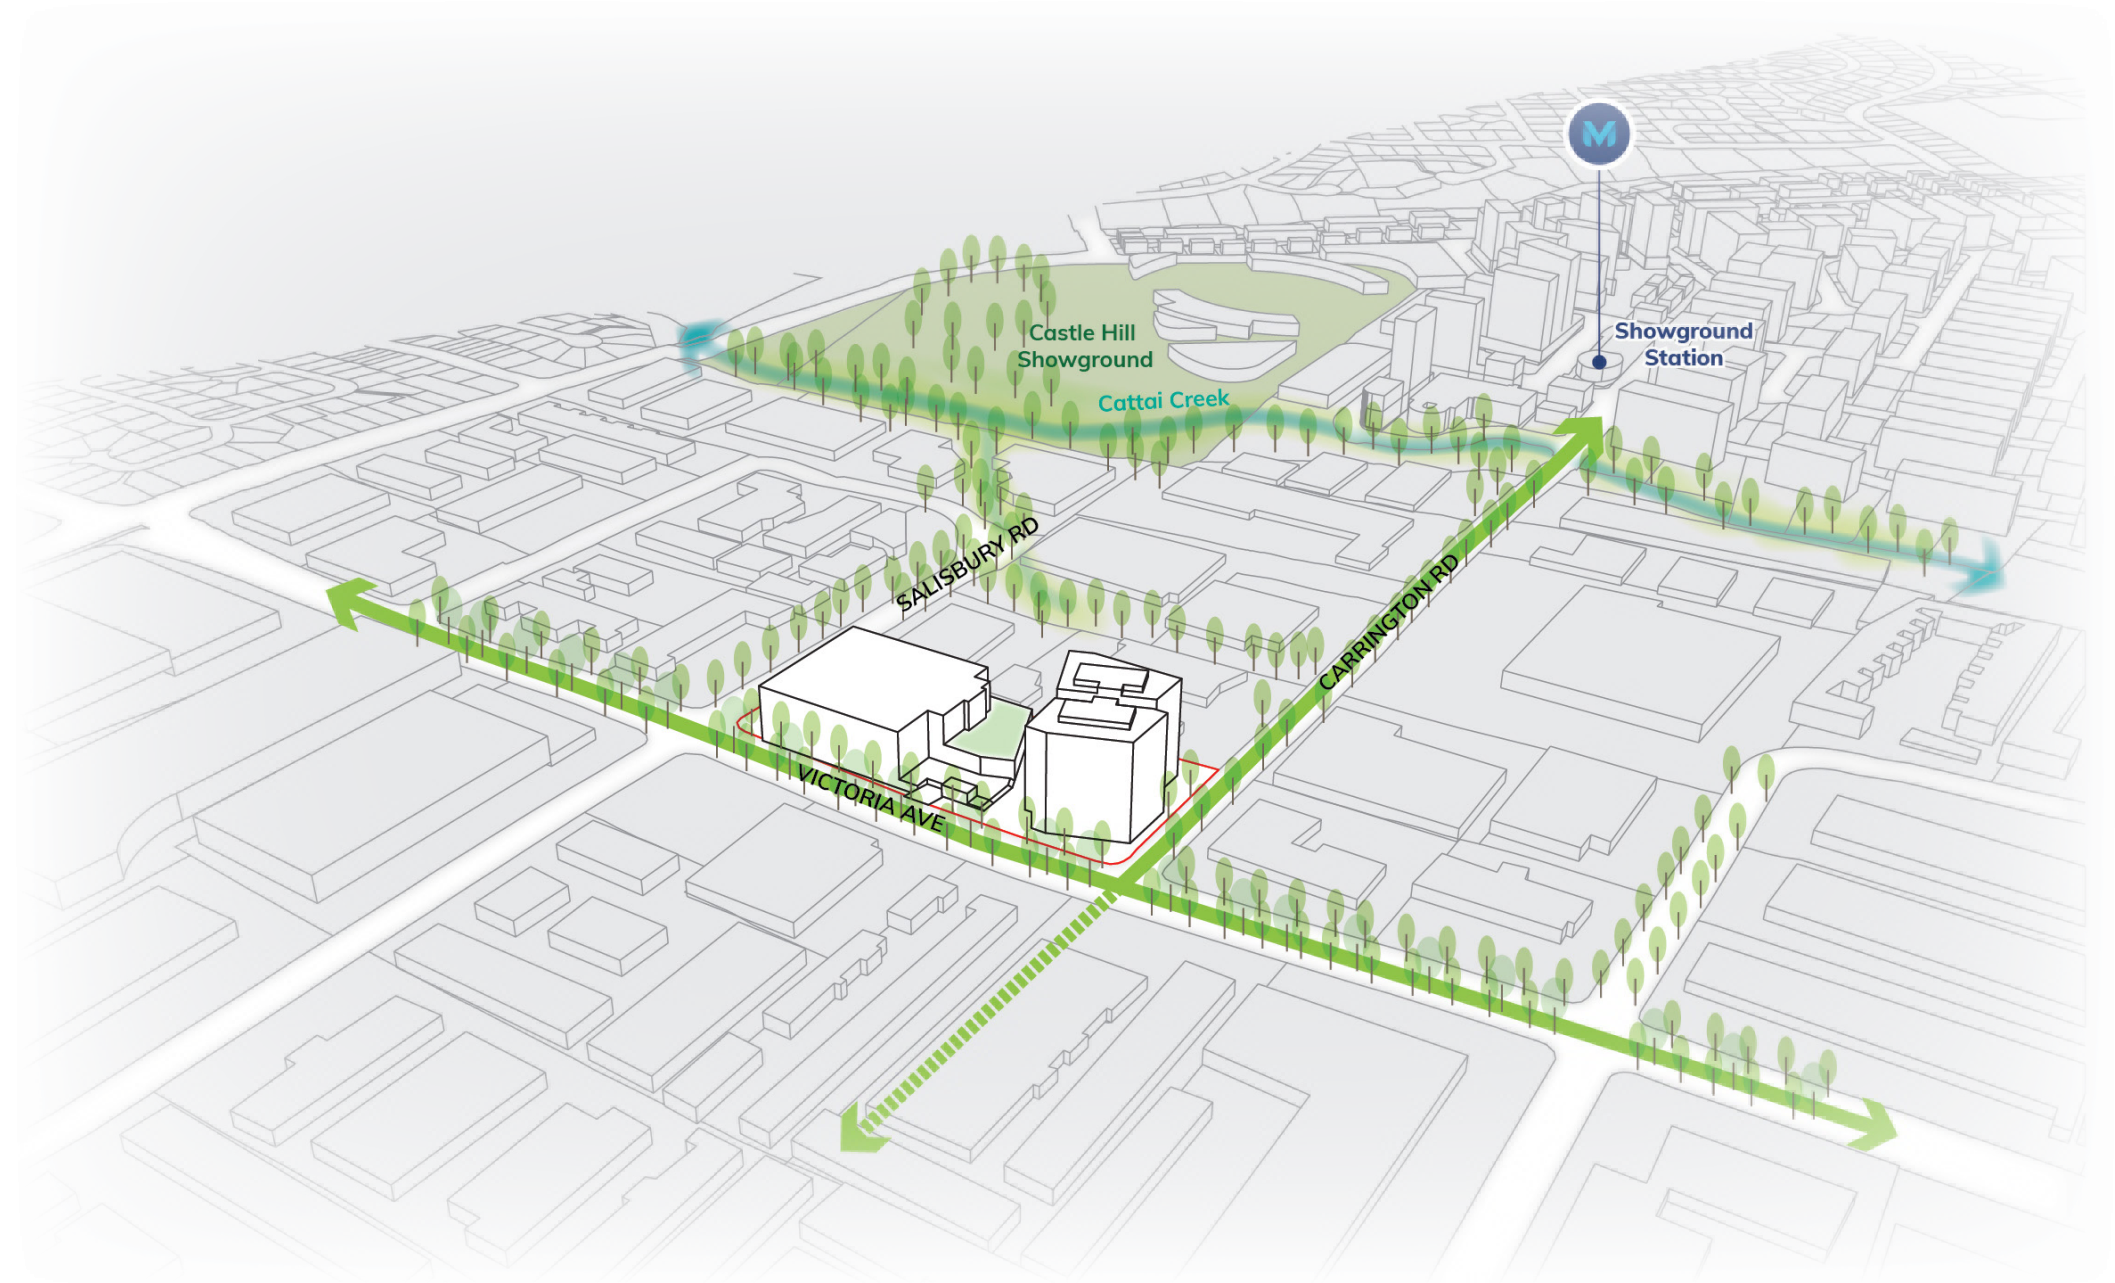 M
Showground
Station
Castle Hill
Showground
Cattai Creek
SALISBURY RD
CARRINGTON RD
VICTORIA AVE